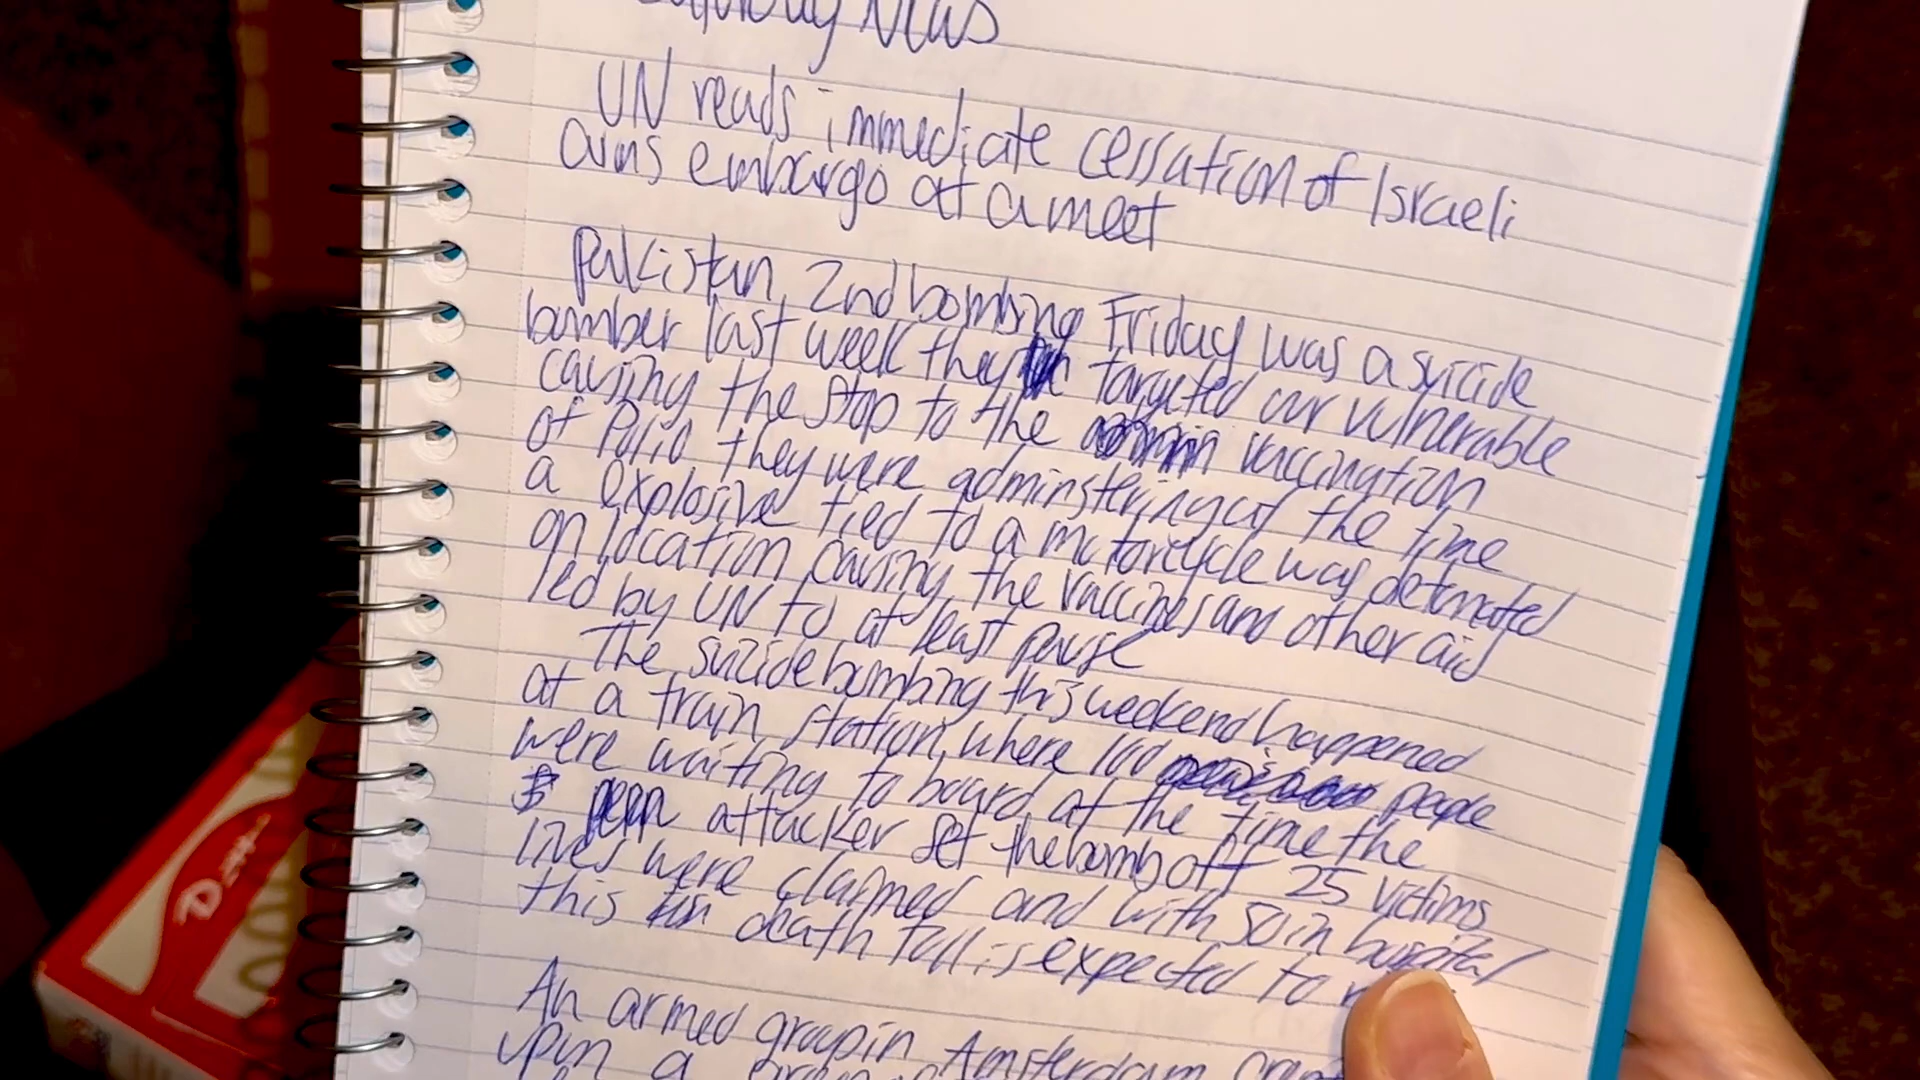 News
UN reads immediate cessation of Israeli
arms embargo at a meet
Pakistan, 2nd bombing Friday was a suicide
bomber last week they targeted our vulnerable
causing the stop to the vaccination
of Polio they were adminstering at the time
a explosive tied to a motorcycle was detonated
on location causing the vaccines and other aid
led by UN to at least pause
The suicide bombing this weekend happened
at a train station, where 100 people
were waiting to board at the time the
attacker set the bomb off 25 victims
lives were claimed and with 50 in hospital
this death toll is expected to
An armed group in Amsterdam
upon a